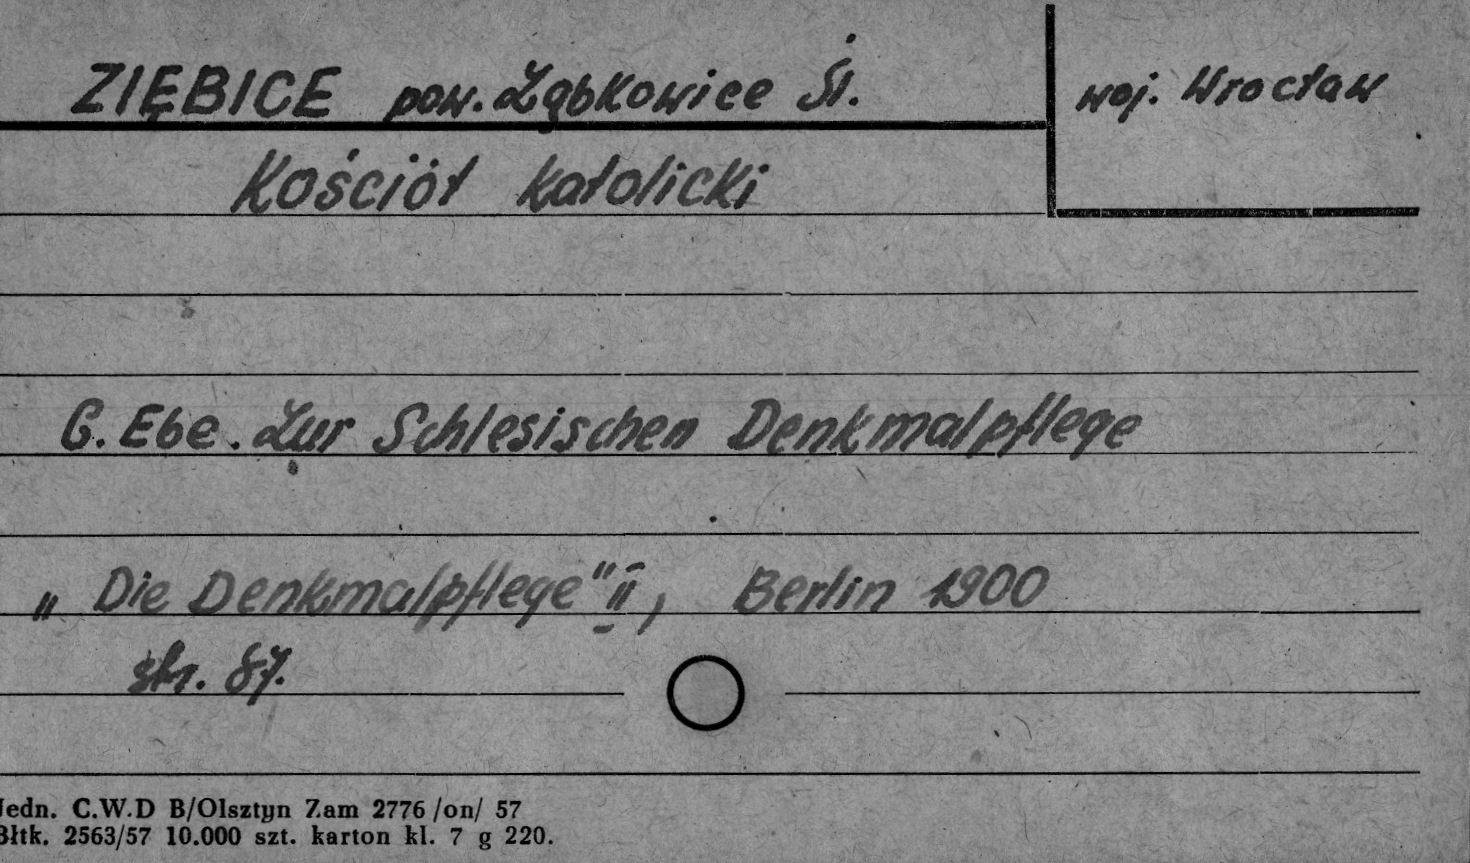 ZIĘBICE pow. Ząbkowice Śl.
woj. Wrocław
Kościół katolicki
G. Ebe. Zur Schlesischen Denkmalpflege
„Die Denkmalpflege" II, Berlin 1900
str. 87.
Jedn. C.W.D B/Olsztyn Zam 2776 /on/ 57
Błtk. 2563/57 10.000 szt. karton kl. 7 g 220.